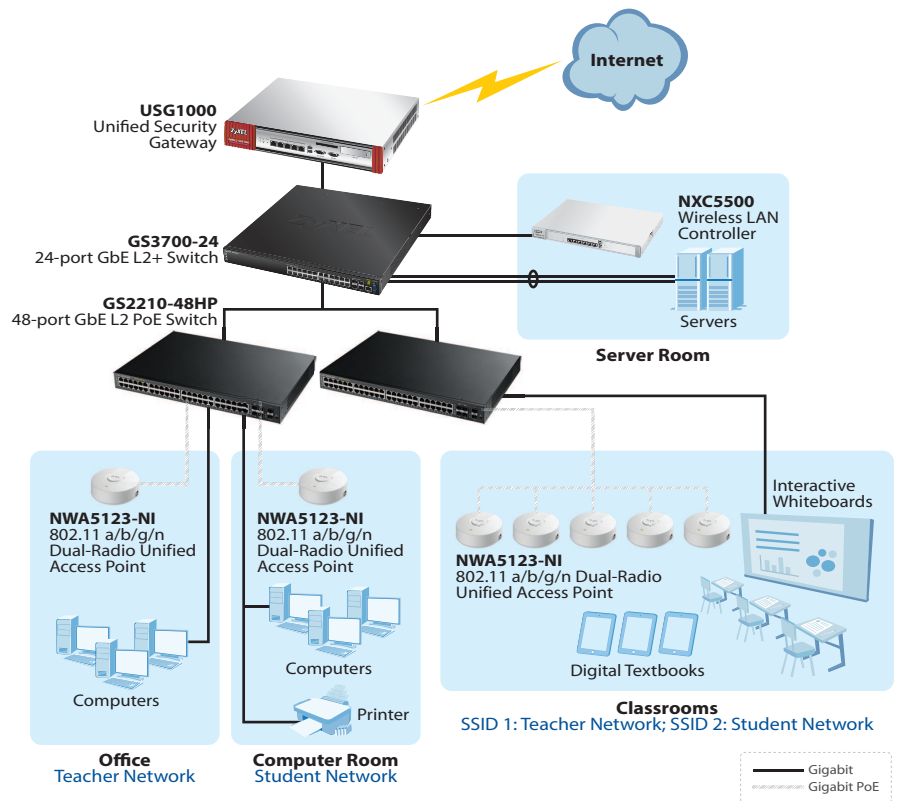 Internet
USG1000
Unified Security
Gateway
ZyXEL
ZyXEL
GS3700-24
24-port GbE L2+ Switch
NXC5500
Wireless LAN
Controller
Servers
Server Room
GS2210-48HP
48-port GbE L2 PoE Switch
NWA5123-NI
802.11 a/b/g/n
Dual-Radio Unified
Access Point
Computers
Office
Teacher Network
NWA5123-NI
802.11 a/b/g/n
Dual-Radio Unified
Access Point
Computers
Printer
Computer Room
Student Network
NWA5123-NI
802.11 a/b/g/n Dual-Radio
Unified Access Point
Interactive
Whiteboards
Digital Textbooks
Classrooms
SSID 1: Teacher Network; SSID 2: Student Network
Gigabit
Gigabit PoE